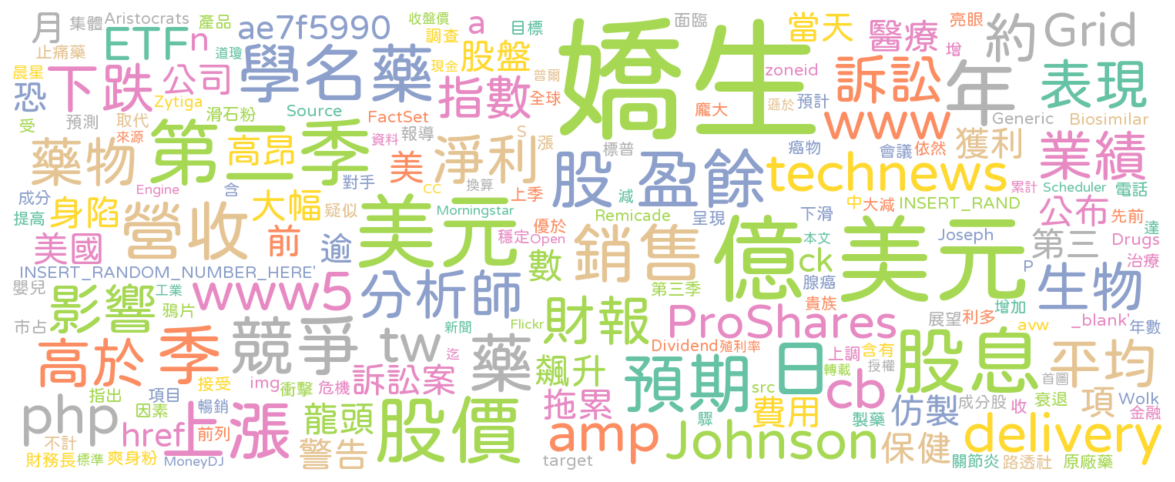 月 集體 Aristocrats 產品 ae7f5990 收盤價 a 目標 面臨 當天 醫療 亮眼 約 Grid
止痛藥 ETF n 道瓊 調查 股盤 現金 普爾 嬌生 zoneid 增 訴訟 年 表現
晨星 恐 下跌 公司 學名藥 指數 全球 龐大 遜於 預計
受 預測 取代 Zytiga 滑石粉 Source FactSet 資料 S 漲 www Generic Biosimilar
來源 藥物 第二季 高昂 報導 美 淨利 標普 癌物 會議 依然 獲利 業績
Engine 含 對手 CC 換算 上季 股 盈餘 減 technews 累計 Scheduler 電話
成分 提高 身陷 營收 大幅 疑似 美元 Morningstar 優於 Remicade 呈現 下滑 中 大減 INSERT_RAND 公布 先前 達
美國 前 逾 穩定 Open 數 銷售 億 美元 本文 ck Joseph 第三 Drugs 治療
INSERT_RANDOM_NUMBER_HERE' 嬰兒 工業 www5 分析師 第三季 腺癌 P 生物
影響 鴉片 新聞 Flickr 財報 ProShares 貴族 增加 展望 利多 avw _blank' 年數
市占 高於 季 競爭 tw 迄 藥 飆升 Dividend 殖利率 上調 含有 轉載 授權 股息 平均
指出 項目 接受 img 衝擊 危機 訴訟案 預期 日 src cb 首圖 衰退 Wolk
php 因素 暢銷 上漲 龍頭 股價 拖累 費用 驟 製藥 仿製 成分股 收 項 金融
不計 href 前列 警告 amp Johnson 保健 delivery
財務長 標準 爽身粉 MoneyDJ target 關節炎 路透社 原廠藥